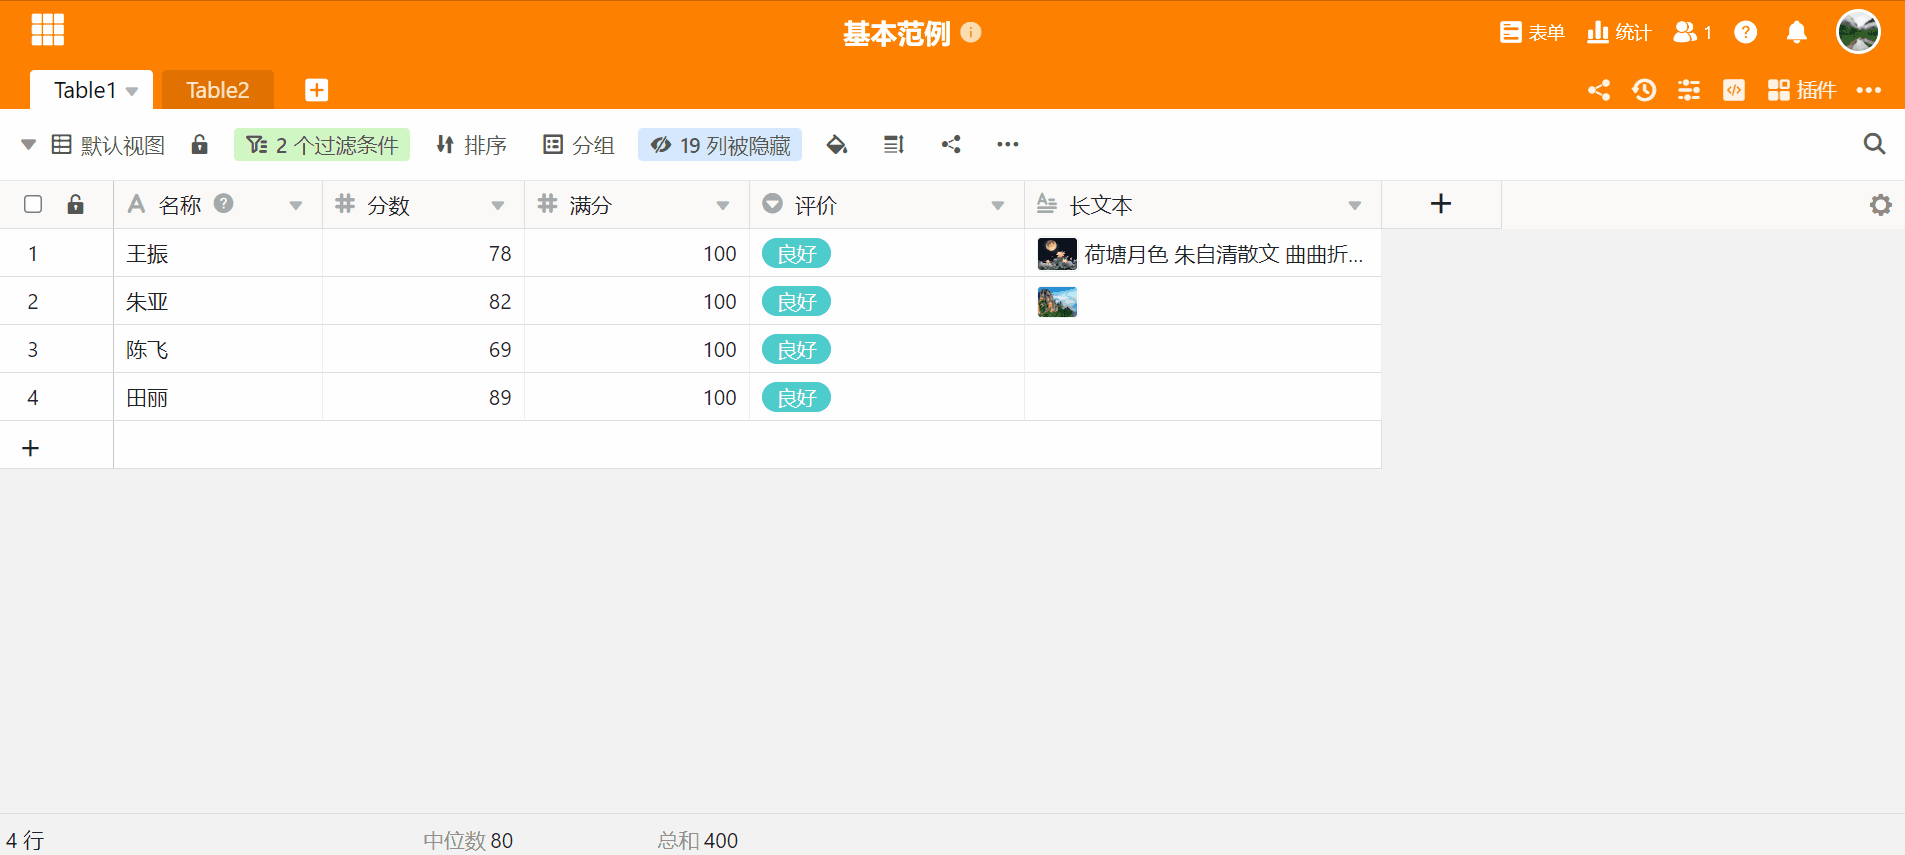 基本范例
表单 统计 1
Table1 Table2
插件
默认视图 2 个过滤条件 排序 分组 19 列被隐藏
名称 分数 满分 评价 长文本
1 王振 78 100 良好 荷塘月色 朱自清散文 曲曲折...
2 朱亚 82 100 良好
3 陈飞 69 100 良好
4 田丽 89 100 良好
4 行 中位数 80 总和 400